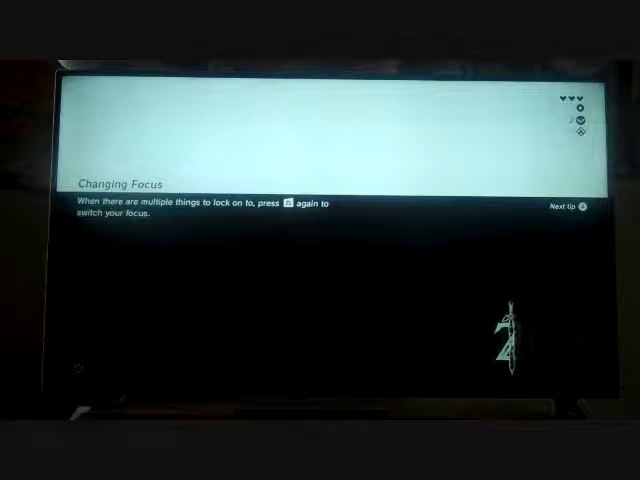 Changing Focus
When there are multiple things to lock on to, press ZL again to
switch your focus.
Next tip A
Z